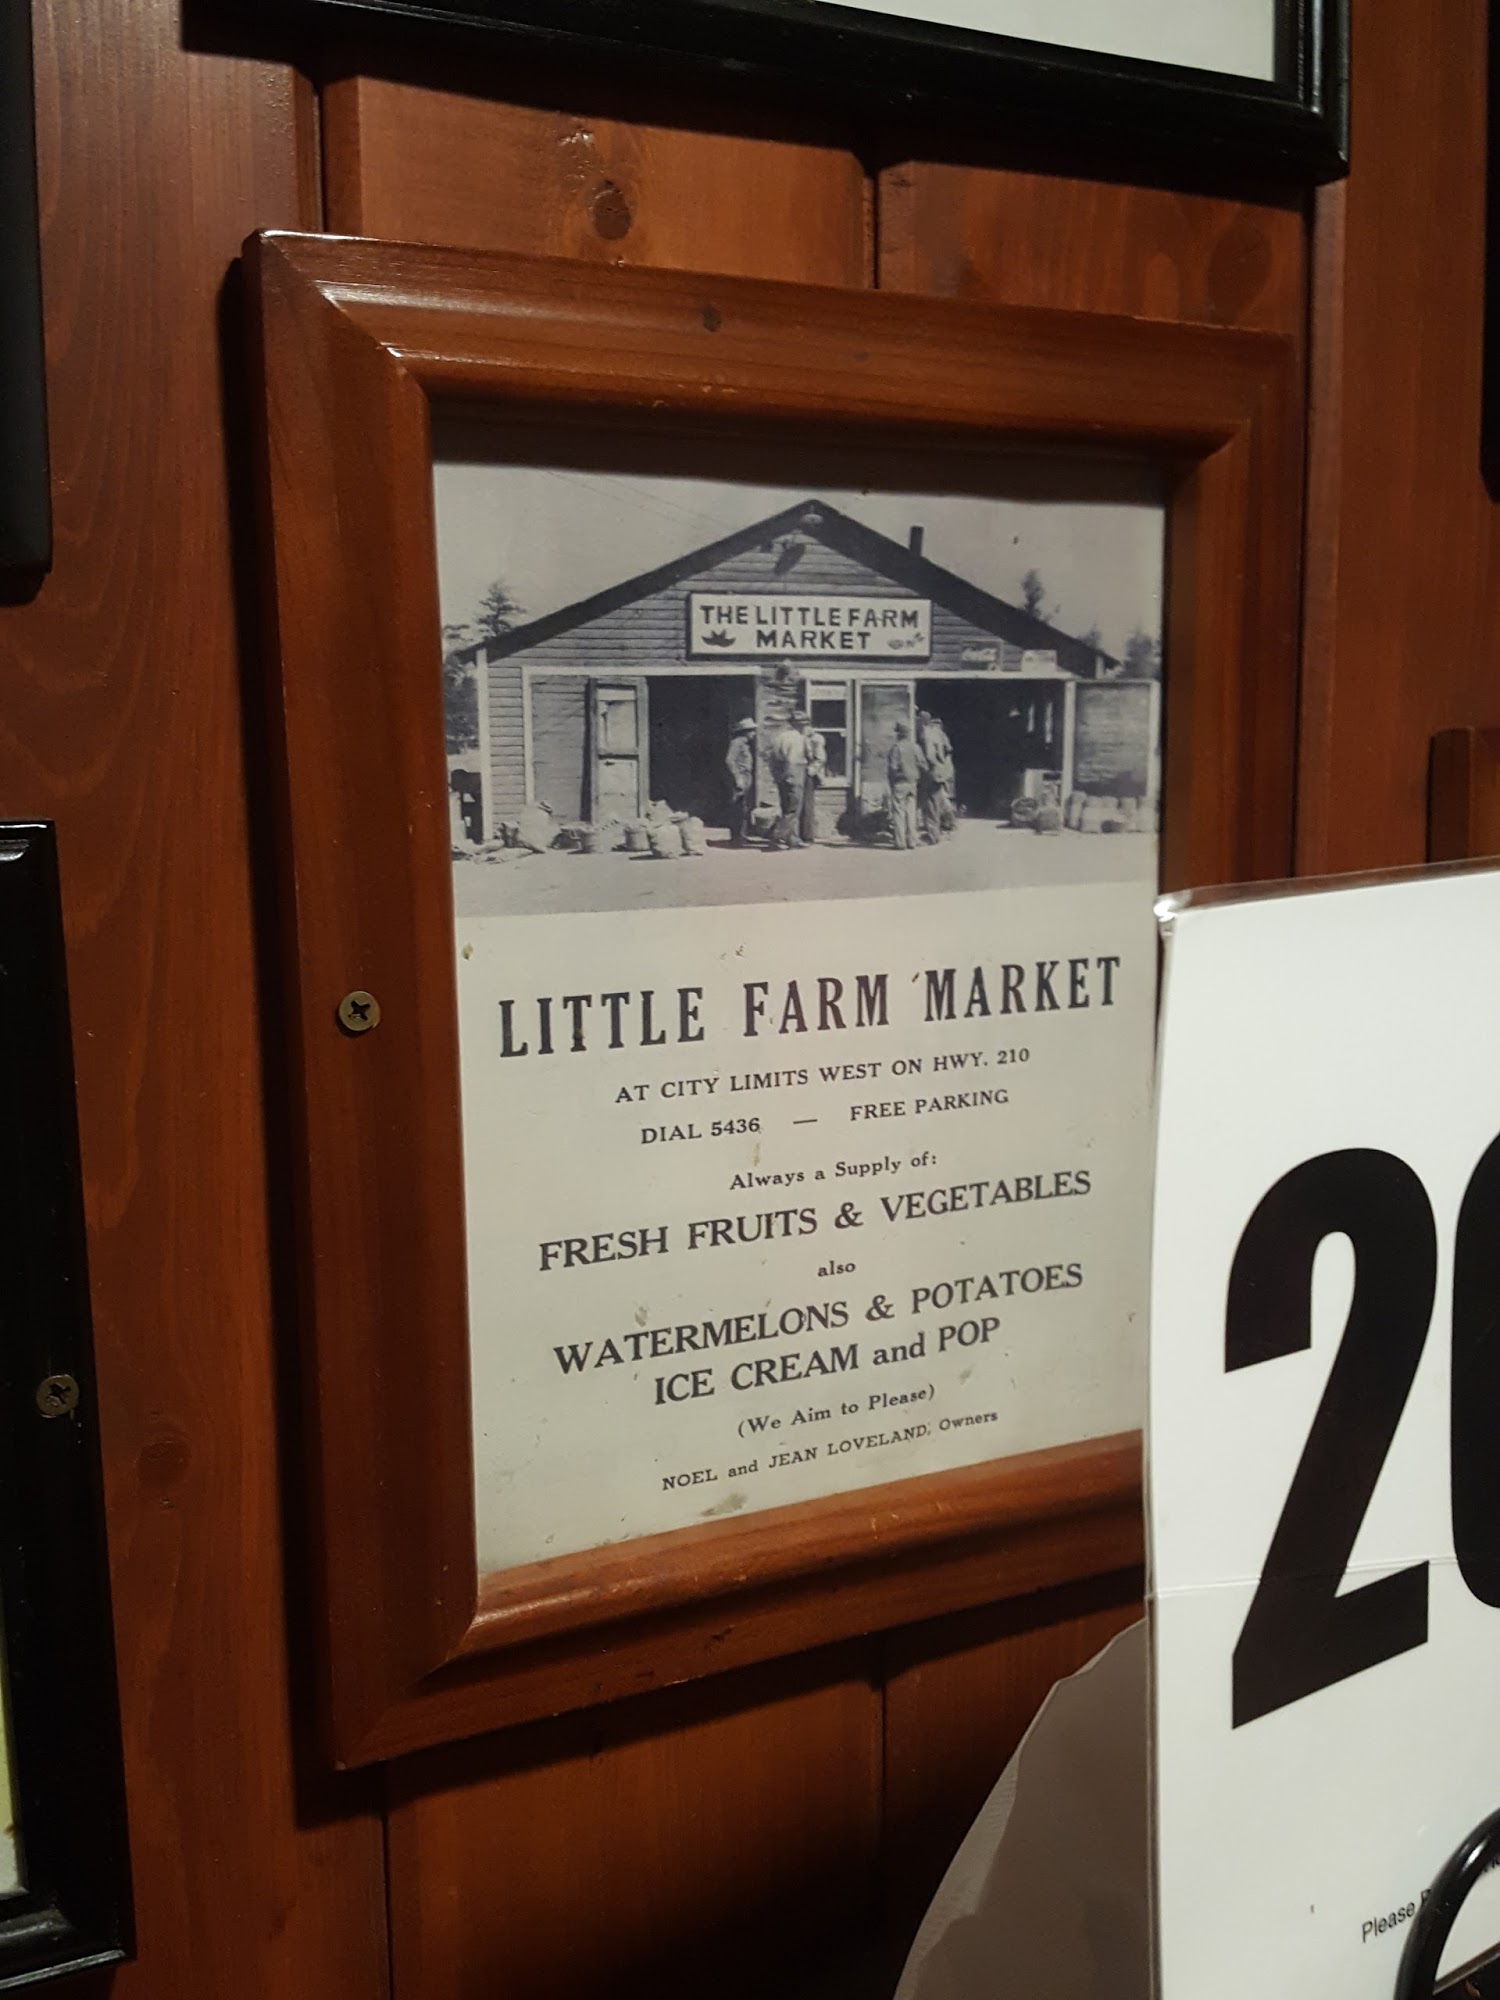 THE LITTLE FARM
MARKET
LITTLE FARM MARKET
AT CITY LIMITS WEST ON HWY. 210
DIAL 5436 — FREE PARKING
Always a Supply of:
FRESH FRUITS & VEGETABLES
also
WATERMELONS & POTATOES
ICE CREAM and POP
(We Aim to Please)
NOEL and JEAN LOVELAND, Owners
2
Please